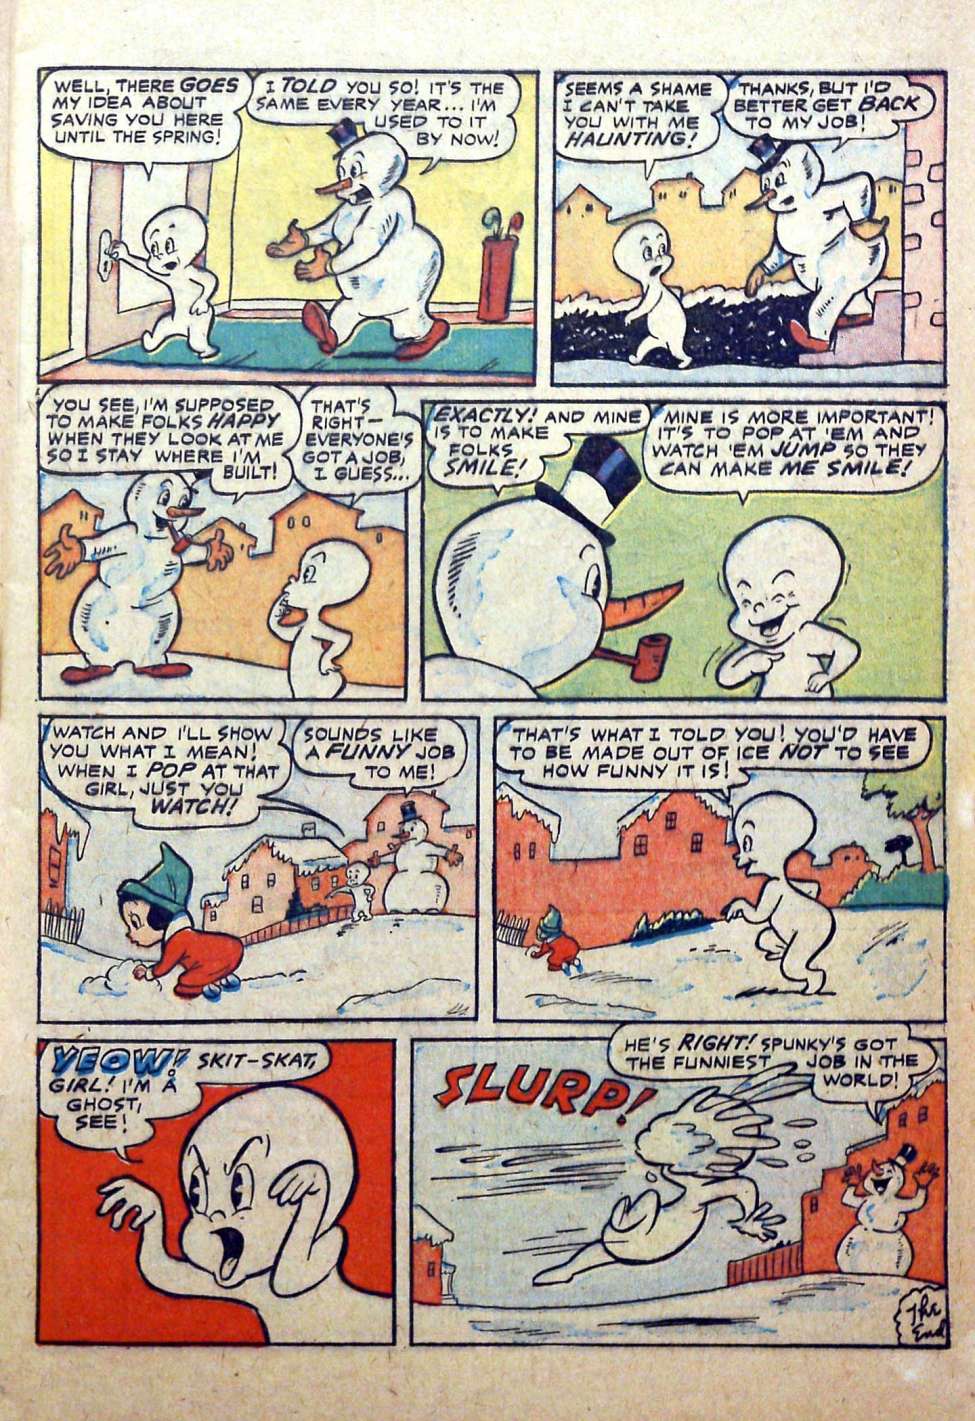 WELL, THERE GOES
MY IDEA ABOUT
SAVING YOU HERE
UNTIL THE SPRING!
I TOLD YOU SO! IT'S THE
SAME EVERY YEAR... I'M
USED TO IT
BY NOW!
SEEMS A SHAME
I CAN'T TAKE
YOU WITH ME
HAUNTING!
THANKS, BUT I'D
BETTER GET BACK
TO MY JOB!
YOU SEE, I'M SUPPOSED
TO MAKE FOLKS HAPPY
WHEN THEY LOOK AT ME
SO I STAY WHERE I'M
BUILT!
THAT'S
RIGHT—
EVERYONE'S
GOT A JOB,
I GUESS...
EXACTLY! AND MINE
IS TO MAKE
FOLKS
SMILE!
MINE IS MORE IMPORTANT!
IT'S TO POP AT 'EM AND
WATCH 'EM JUMP SO THEY
CAN MAKE ME SMILE!
WATCH AND I'LL SHOW
YOU WHAT I MEAN!
WHEN I POP AT THAT
GIRL, JUST YOU
WATCH!
SOUNDS LIKE
A FUNNY JOB
TO ME!
THAT'S WHAT I TOLD YOU! YOU'D HAVE
TO BE MADE OUT OF ICE NOT TO SEE
HOW FUNNY IT IS!
YEOW! SKIT-SKAT,
GIRL! I'M A
GHOST,
SEE!
SLURP!
HE'S RIGHT! SPUNKY'S GOT
THE FUNNIEST JOB IN THE
WORLD!
The
End